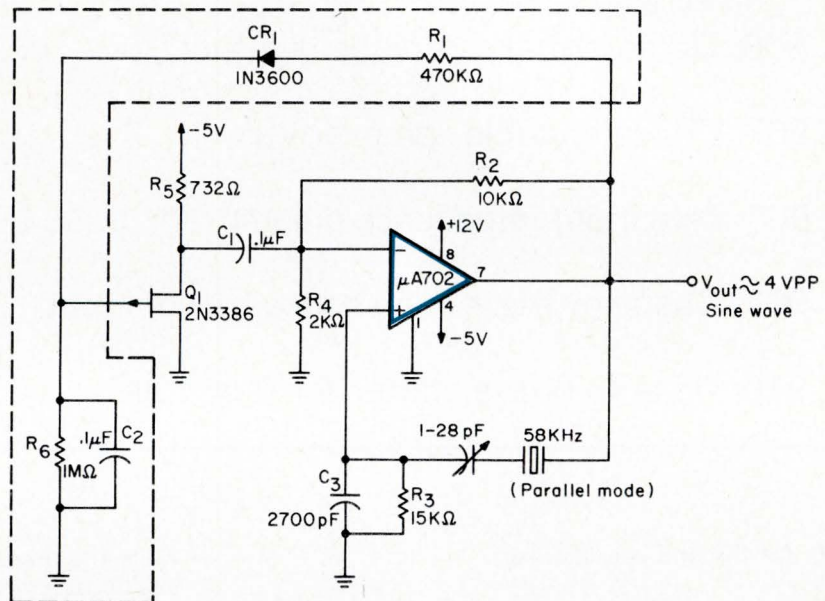 CR1
1N3600
R1
470KΩ
-5V
R5
732Ω
C1
.1μF
R2
10KΩ
+12V
8
-
μA702
7
+
1
4
-5V
R4
2KΩ
Q1
2N3386
Vout ≈ 4 VPP
Sine wave
R6
1MΩ
.1μF
C2
1-28 pF
58KHz
(Parallel mode)
C3
2700pF
R3
15KΩ